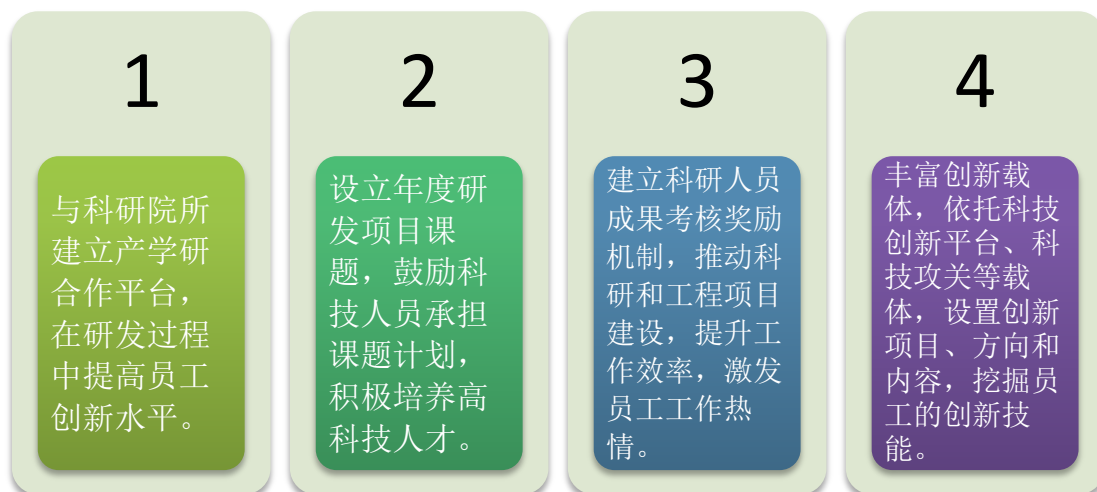 1
与科研院所
建立产学研
合作平台，
在研发过程
中提高员工
创新水平。
2
设立年度研
发项目课
题，鼓励科
技人员承担
课题计划，
积极培养高
科技人才。
3
建立科研人员
成果考核奖励
机制，推动科
研和工程项目
建设，提升工
作效率，激发
员工工作热
情。
4
丰富创新载
体，依托科技
创新平台、科
技攻关等载
体，设置创新
项目、方向和
内容，挖掘员
工的创新技
能。